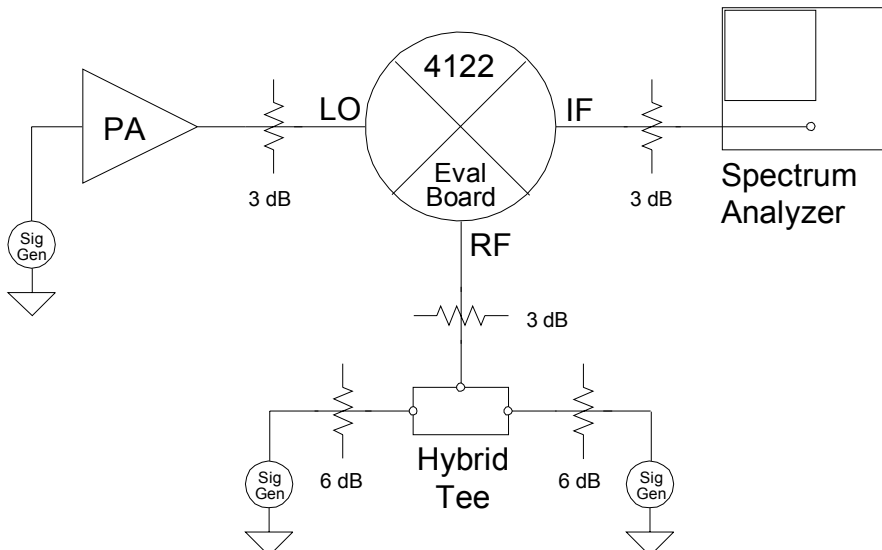 4122
LO
IF
PA
Eval
Board
3 dB
3 dB
Spectrum
Analyzer
Sig
Gen
RF
3 dB
6 dB
Hybrid
Tee
6 dB
Sig
Gen
Sig
Gen